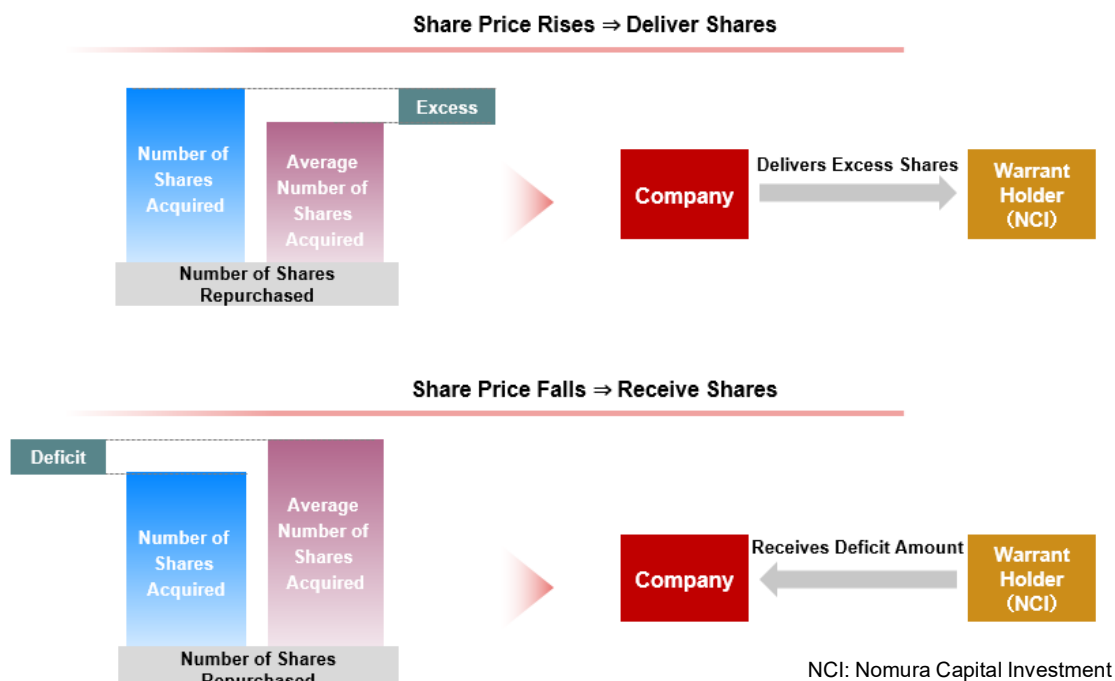 Share Price Rises ⇒ Deliver Shares
Excess
Number of
Shares
Acquired
Average
Number of
Shares
Acquired
Number of Shares
Repurchased
Company
Delivers Excess Shares
Warrant
Holder
(NCI)
Share Price Falls ⇒ Receive Shares
Deficit
Number of
Shares
Acquired
Average
Number of
Shares
Acquired
Number of Shares
Repurchased
Company
Receives Deficit Amount
Warrant
Holder
(NCI)
NCI: Nomura Capital Investment